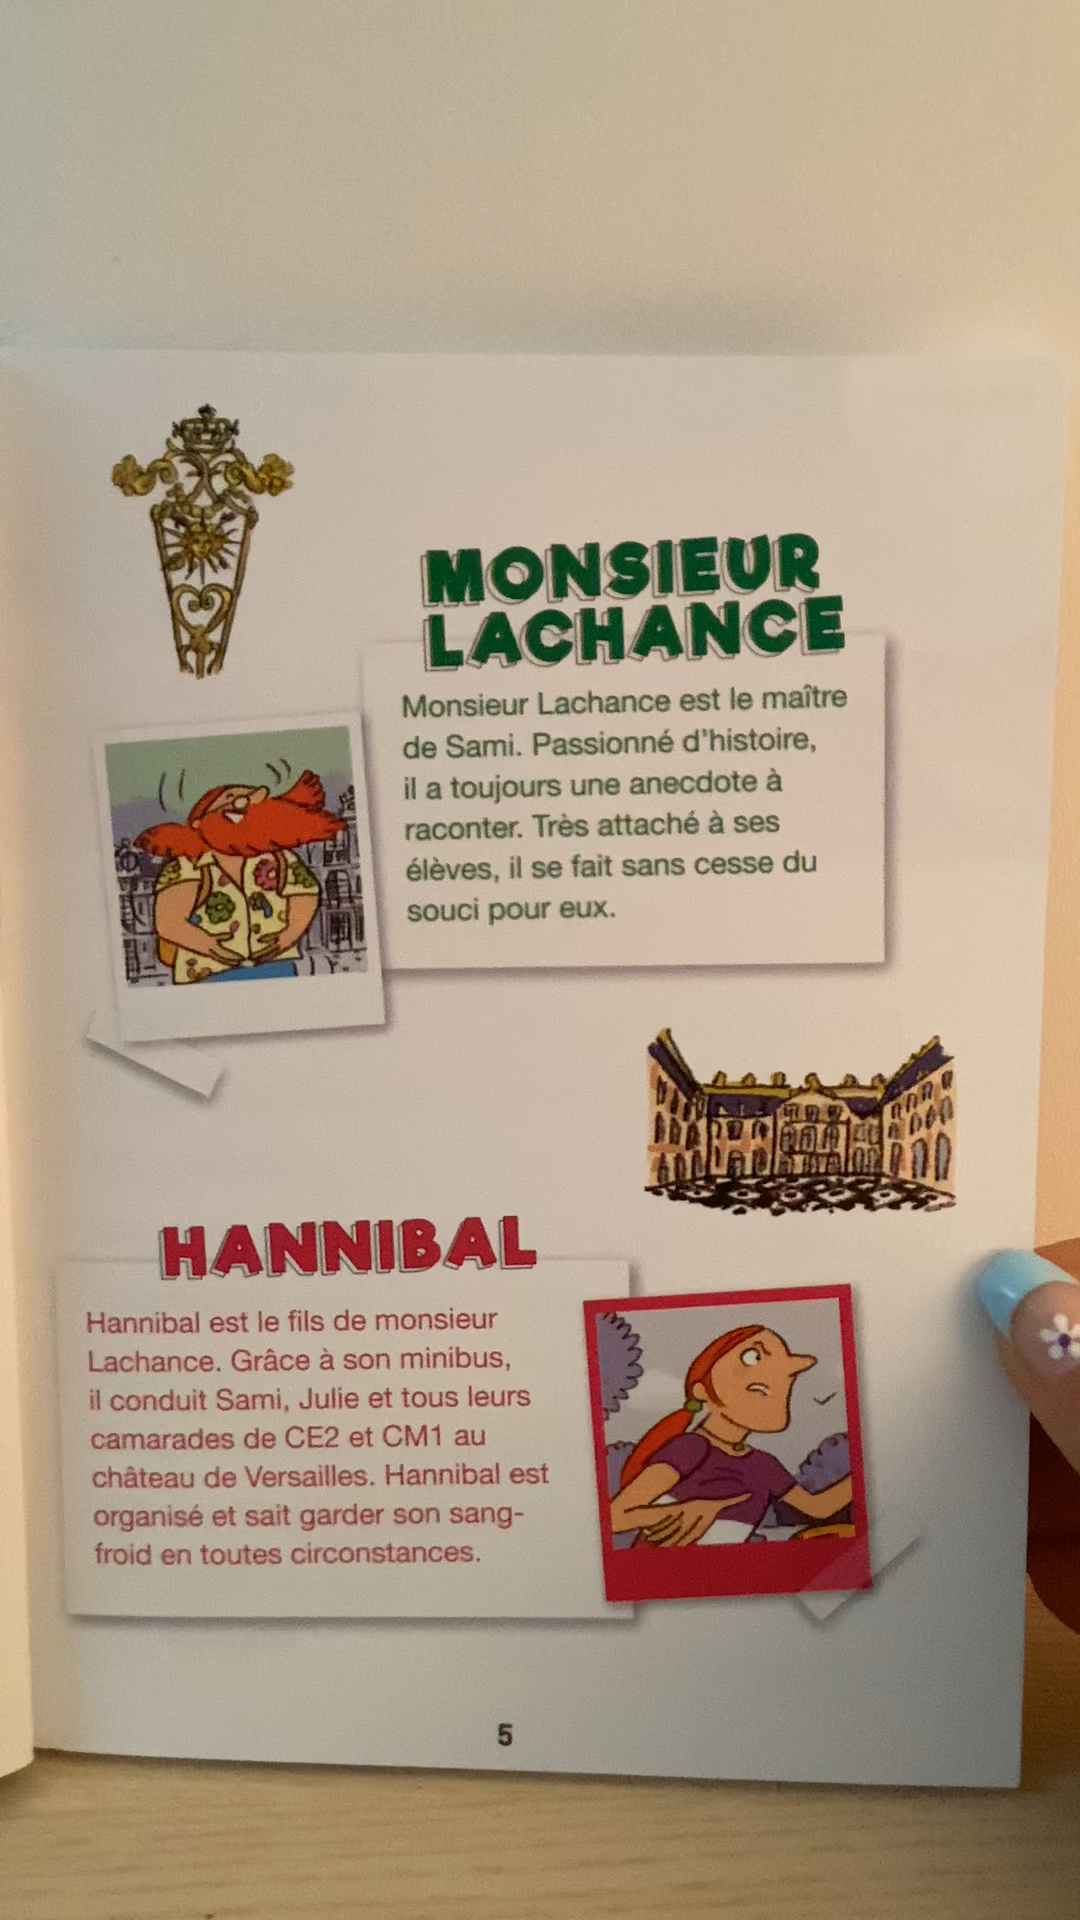 MONSIEUR
LACHANCE
Monsieur Lachance est le maître
de Sami. Passionné d'histoire,
il a toujours une anecdote à
raconter. Très attaché à ses
élèves, il se fait sans cesse du
souci pour eux.
HANNIBAL
Hannibal est le fils de monsieur
Lachance. Grâce à son minibus,
il conduit Sami, Julie et tous leurs
camarades de CE2 et CM1 au
château de Versailles. Hannibal est
organisé et sait garder son sang-
froid en toutes circonstances.
5